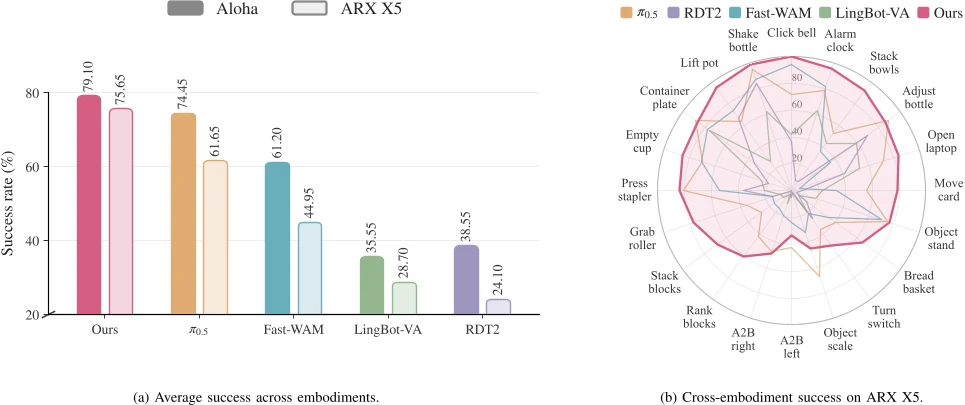 Aloha ARX X5
Success rate (%)
80
60
40
20
79.10
75.65
74.45
61.65
61.20
44.95
35.55
28.70
38.55
24.10
Ours π0.5 Fast-WAM LingBot-VA RDT2
(a) Average success across embodiments.
π0.5 RDT2 Fast-WAM LingBot-VA Ours
Click bell
Alarm
clock
Stack
bowls
Adjust
bottle
Open
laptop
Move
card
Object
stand
Bread
basket
Turn
switch
Object
scale
A2B
left
A2B
right
Rank
blocks
Stack
blocks
Grab
roller
Press
stapler
Empty
cup
Container
plate
Lift pot
Shake
bottle
80
60
40
20
(b) Cross-embodiment success on ARX X5.